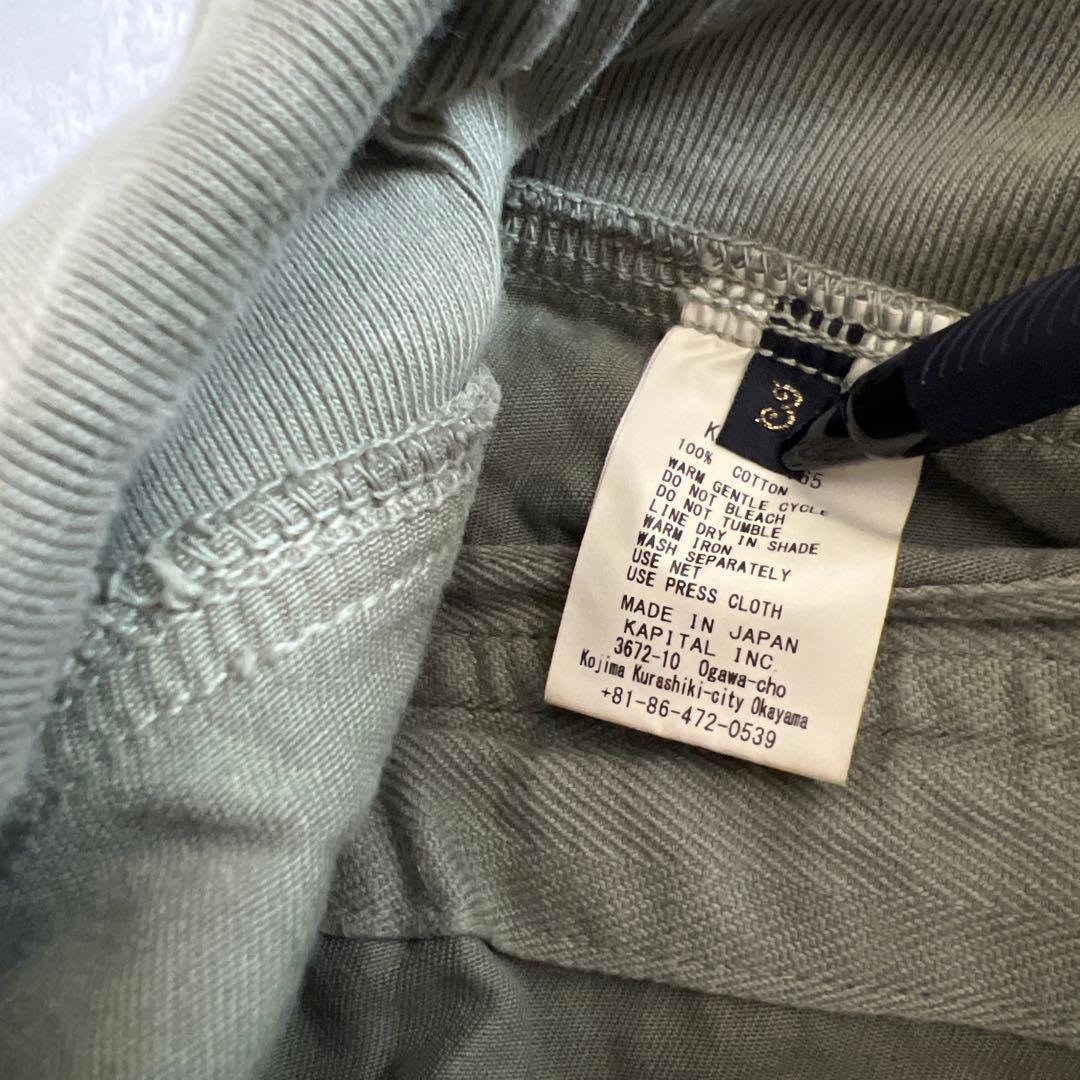 3
K
65
100% COTTON
WARM GENTLE CYCLE
DO NOT BLEACH
DO NOT TUMBLE
LINE DRY IN SHADE
WARM IRON
WASH SEPARATELY
USE NET
USE PRESS CLOTH
MADE IN JAPAN
KAPITAL INC.
3672-10 Ogawa-cho
Kojima Kurashiki-city Okayama
+81-86-472-0539